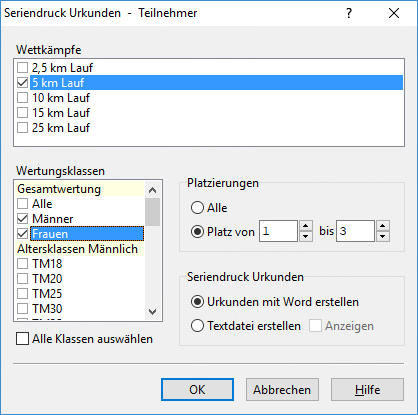 Seriendruck Urkunden - Teilnehmer ?
Wettkämpfe
2,5 km Lauf
5 km Lauf
10 km Lauf
15 km Lauf
25 km Lauf
Wertungsklassen
Gesamtwertung
Alle
Männer
Frauen
Altersklassen Männlich
TM18
TM20
TM25
TM30
Alle Klassen auswählen
Platzierungen
Alle
Platz von 1 bis 3
Seriendruck Urkunden
Urkunden mit Word erstellen
Textdatei erstellen Anzeigen
OK Abbrechen Hilfe